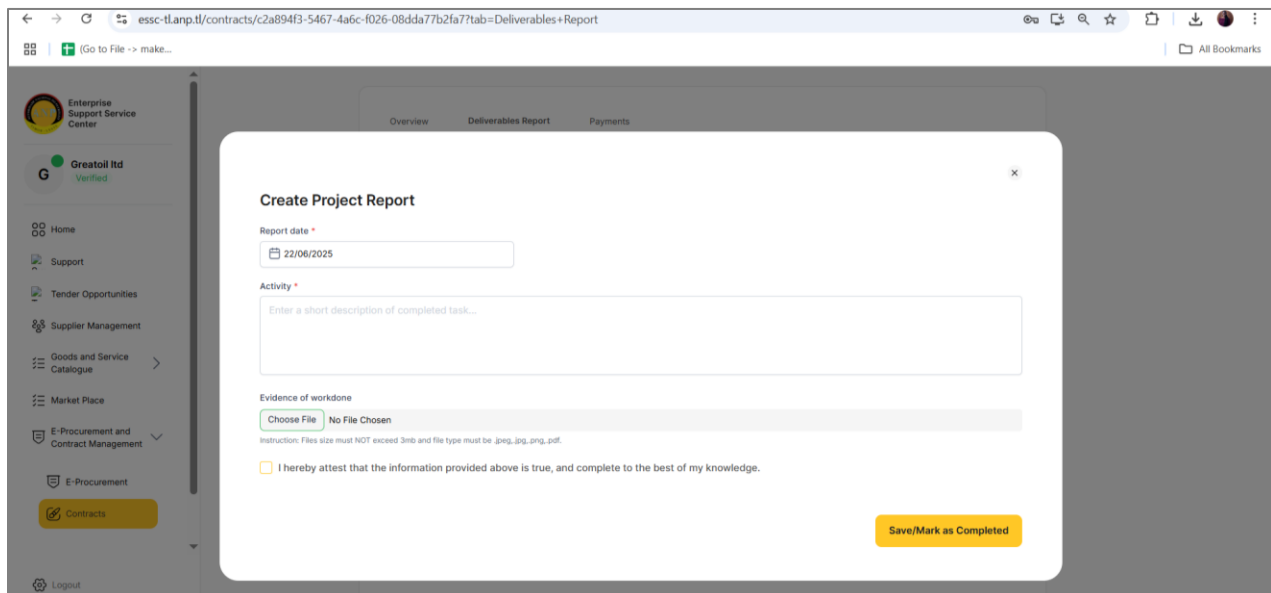 essc-tl.anp.tl/contracts/c2a894f3-5467-4a6c-f026-08dda77b2fa7?tab=Deliverables+Report
(Go to File -> make...
All Bookmarks
Enterprise
Support Service
Center
G
Greatoil ltd
Verified
Home
Support
Tender Opportunities
Supplier Management
Goods and Service
Catalogue
Market Place
E-Procurement and
Contract Management
E-Procurement
Contracts
Logout
Overview Deliverables Report Payments
Create Project Report
Report date *
22/06/2025
Activity *
Enter a short description of completed task...
Evidence of workdone
Choose File No File Chosen
Instruction: Files size must NOT exceed 3mb and file type must be .jpeg,.jpg,.png,.pdf.
I hereby attest that the information provided above is true, and complete to the best of my knowledge.
Save/Mark as Completed